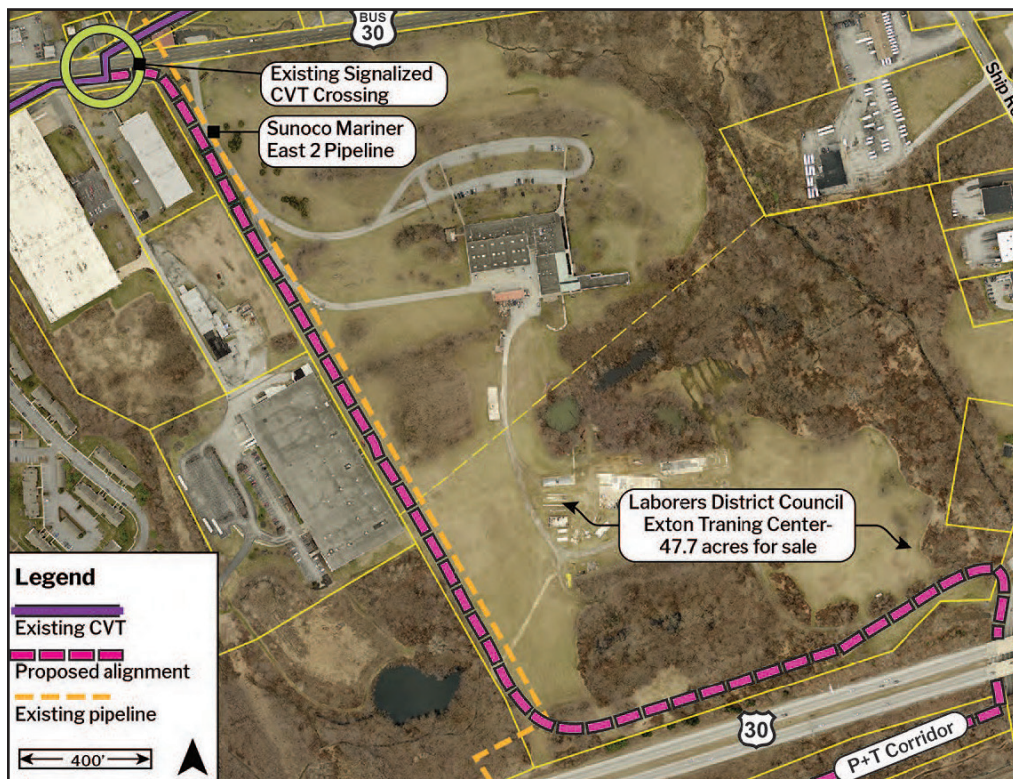 BUS
30
Existing Signalized
CVT Crossing
Sunoco Mariner
East 2 Pipeline
Ship
Laborers District Council
Exton Traning Center-
47.7 acres for sale
Legend
Existing CVT
Proposed alignment
Existing pipeline
400'
30
P+T Corridor